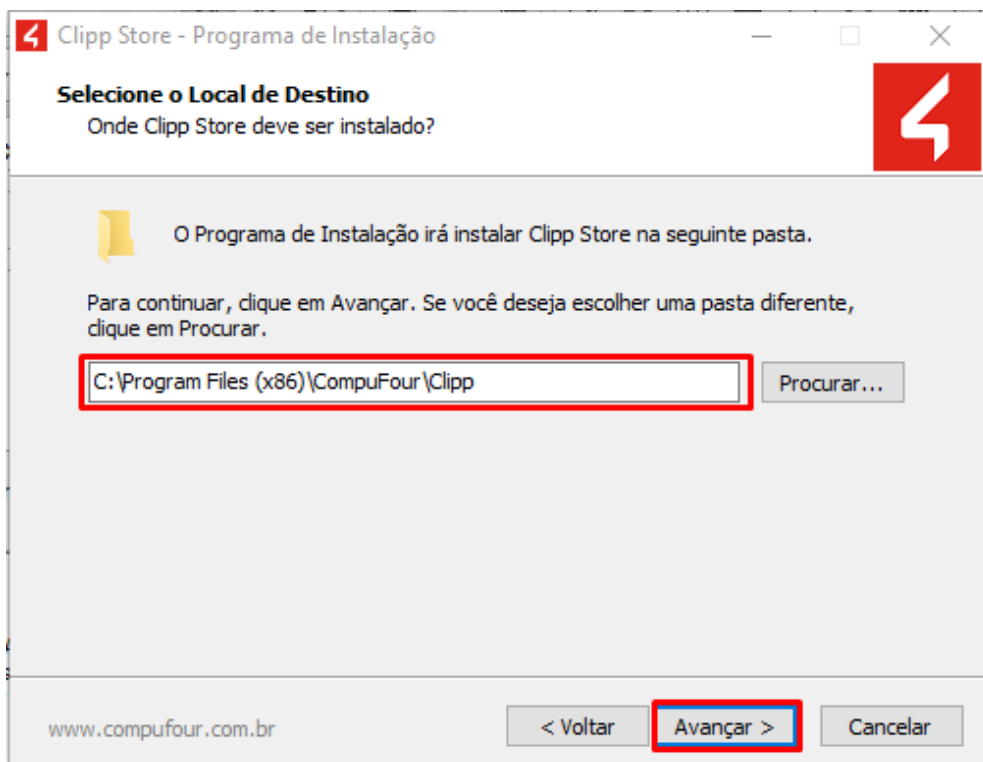 Clipp Store - Programa de Instalação
Selecione o Local de Destino
Onde Clipp Store deve ser instalado?
O Programa de Instalação irá instalar Clipp Store na seguinte pasta.
Para continuar, clique em Avançar. Se você deseja escolher uma pasta diferente,
clique em Procurar.
C:\Program Files (x86)\CompuFour\Clipp
Procurar...
www.compufour.com.br
< Voltar
Avançar >
Cancelar